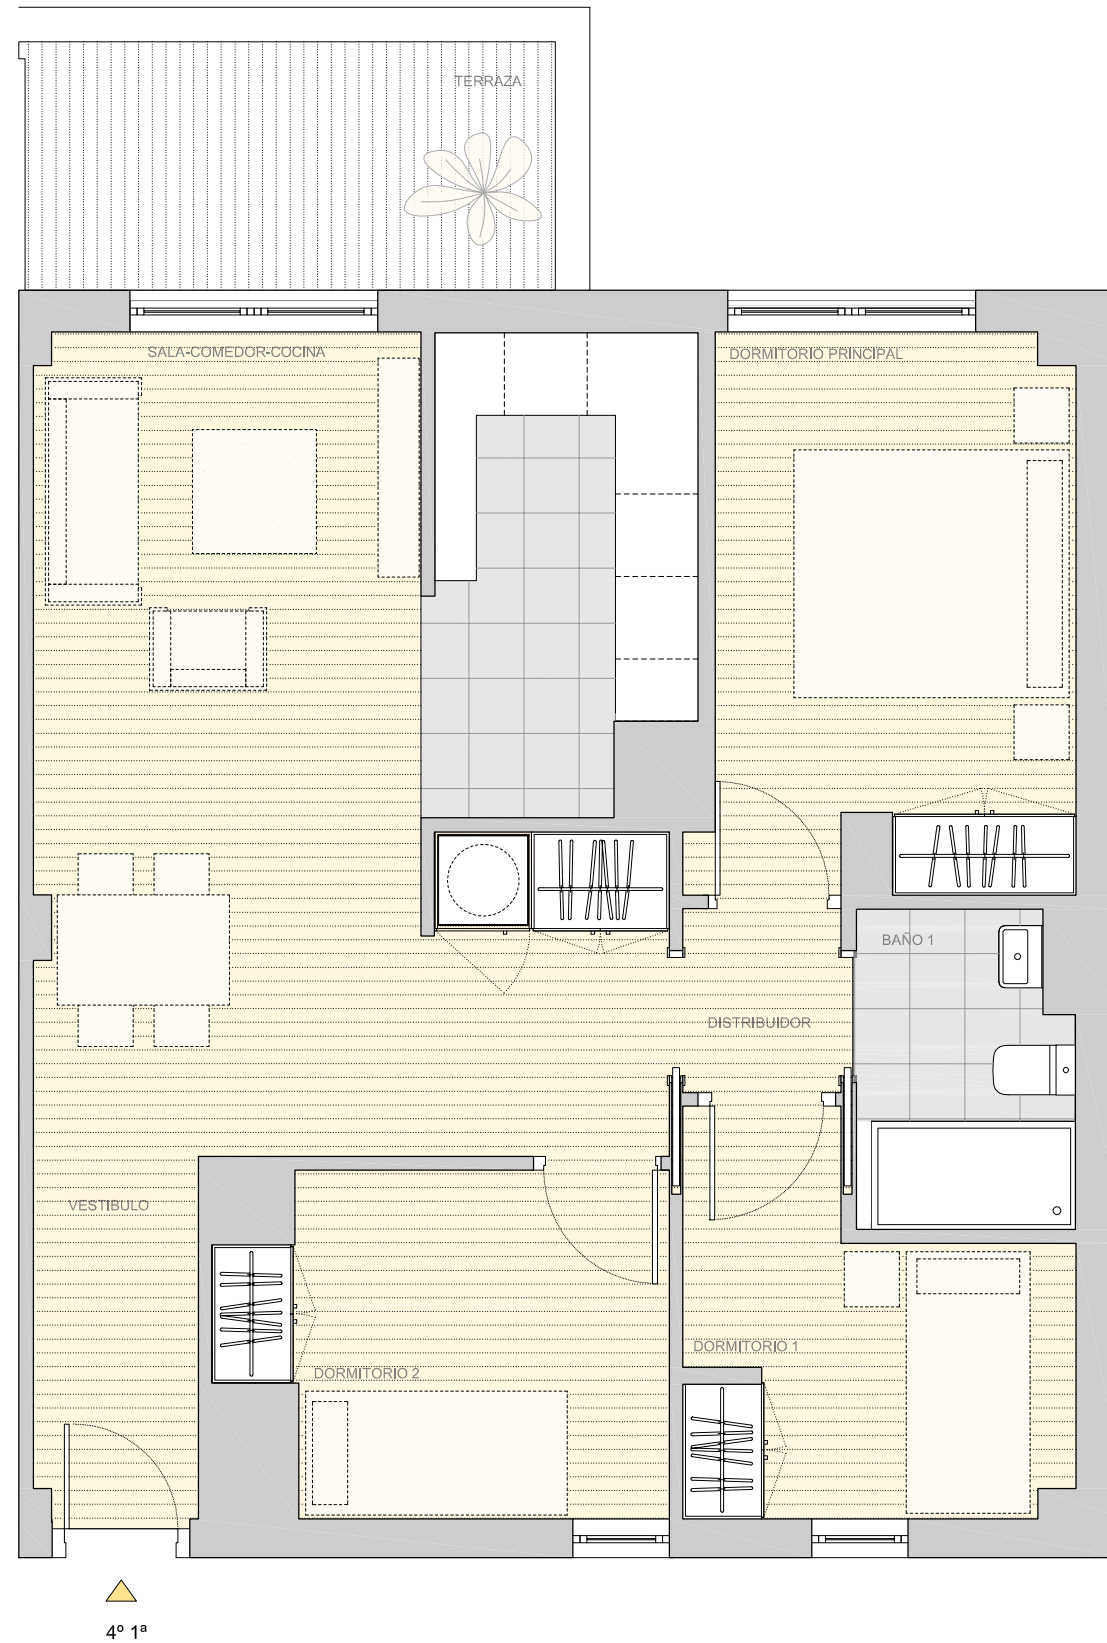 TERRAZA
SALA-COMEDOR-COCINA
DORMITORIO PRINCIPAL
BAÑO 1
DISTRIBUIDOR
VESTIBULO
DORMITORIO 1
DORMITORIO 2
4º 1ª